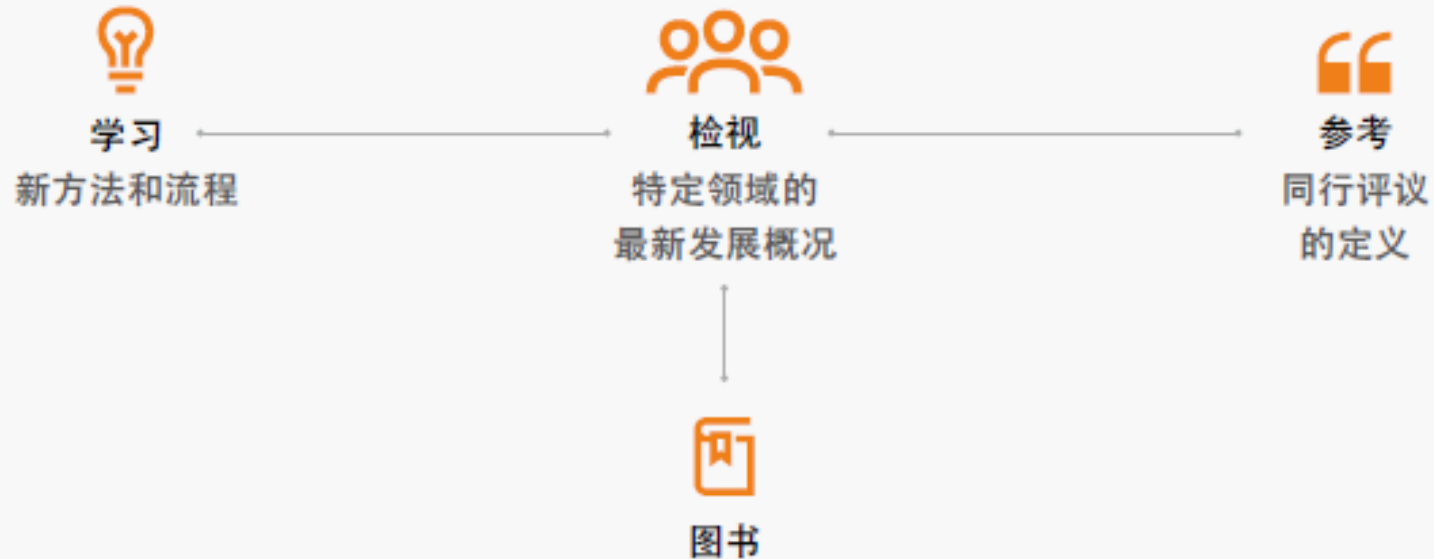 学习
新方法和流程
检视
特定领域的
最新发展概况
参考
同行评议
的定义
图书